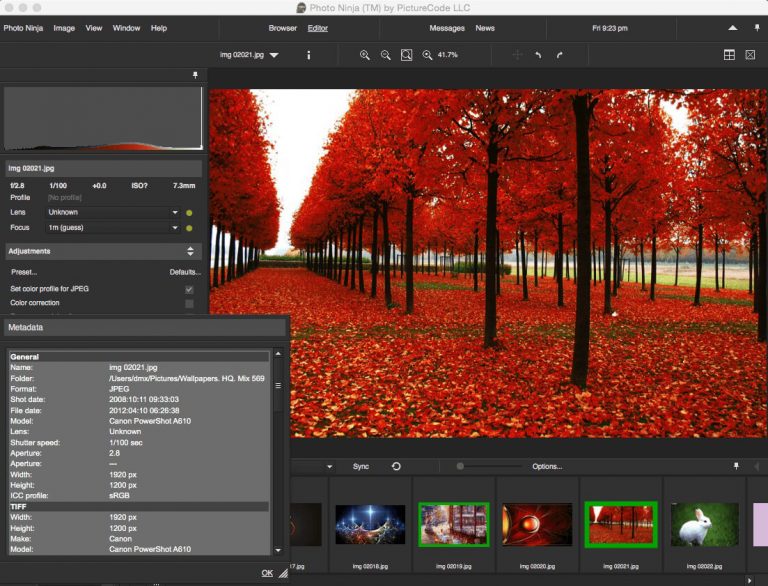 Photo Ninja (TM) by PictureCode LLC
Photo Ninja Image View Window Help Browser Editor Messages News Fri 9:23 pm
img 02021.jpg i 41.7%
img 02021.jpg
f/2.8 1/100 +0.0 ISO? 7.3mm
Profile [No profile]
Lens Unknown
Focus 1m (guess)
Adjustments
Preset... Defaults...
Set color profile for JPEG
Color correction
Metadata
General
Name: img 02021.jpg
Folder: /Users/dmx/Pictures/Wallpapers. HQ. Mix 569
Format: JPEG
Shot date: 2008:10:11 09:33:03
File date: 2012:04:10 06:26:38
Model: Canon PowerShot A610
Lens: Unknown
Shutter speed: 1/100 sec
Aperture: 2.8
Aperture: ---
Width: 1920 px
Height: 1200 px
ICC profile: sRGB
TIFF
Width: 1920 px
Height: 1200 px
Make: Canon
Model: Canon PowerShot A610
OK
Sync Options...
17.jpg img 02018.jpg img 02019.jpg img 02020.jpg img 02021.jpg img 02022.jpg